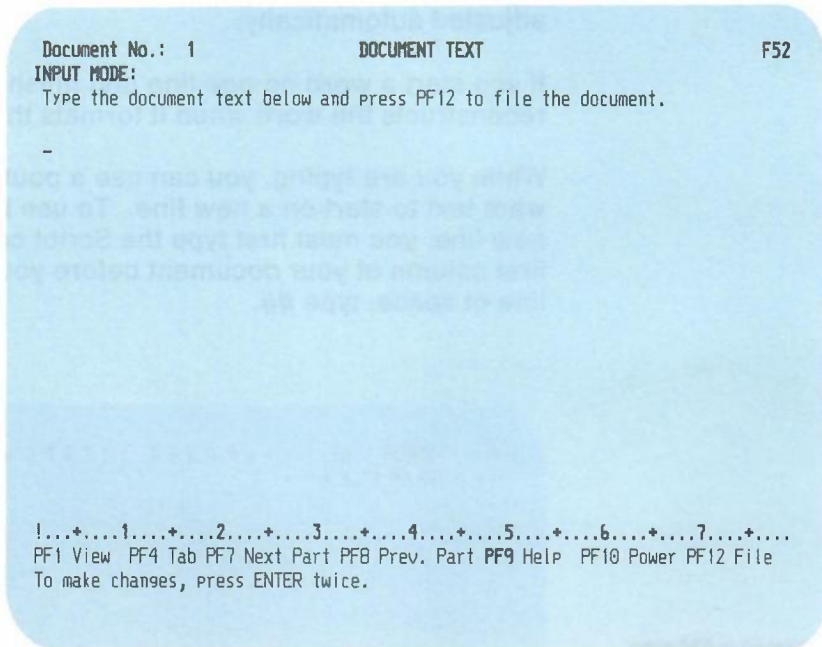 Document No.: 1 DOCUMENT TEXT F52
INPUT MODE:
Type the document text below and press PF12 to file the document.
_
!...+....1....+....2....+....3....+....4....+....5....+....6....+....7....+....
PF1 View PF4 Tab PF7 Next Part PF8 Prev. Part PF9 Help PF10 Power PF12 File
To make changes, press ENTER twice.